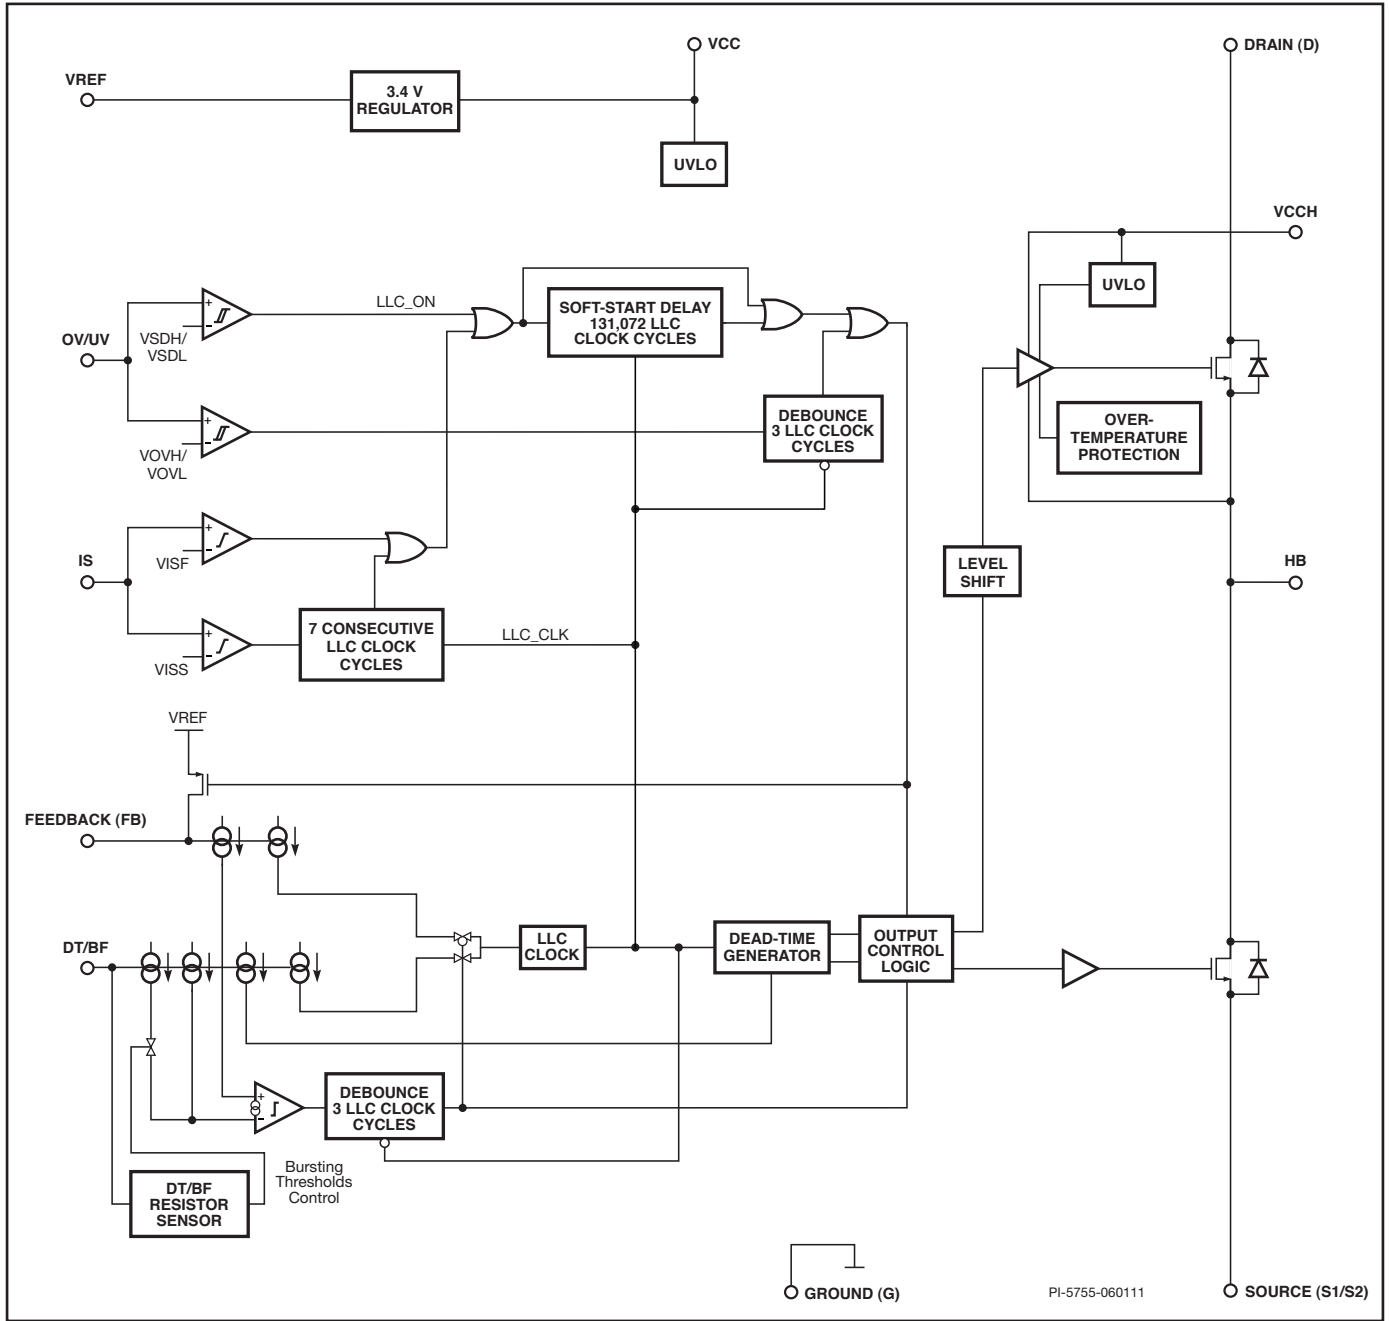 VCC
DRAIN (D)
VREF
3.4 V
REGULATOR
UVLO
VCCH
UVLO
LLC_ON
SOFT-START DELAY
131,072 LLC
CLOCK CYCLES
OV/UV
+
-
VSDH/
VSDL
+
-
VOVH/
VOVL
DEBOUNCE
3 LLC CLOCK
CYCLES
OVER-
TEMPERATURE
PROTECTION
IS
+
-
VISF
LEVEL
SHIFT
HB
+
-
VISS
7 CONSECUTIVE
LLC CLOCK
CYCLES
LLC_CLK
VREF
FEEDBACK (FB)
DT/BF
LLC
CLOCK
DEAD-TIME
GENERATOR
OUTPUT
CONTROL
LOGIC
+
-
DEBOUNCE
3 LLC CLOCK
CYCLES
Bursting
Thresholds
Control
DT/BF
RESISTOR
SENSOR
GROUND (G)
PI-5755-060111
SOURCE (S1/S2)